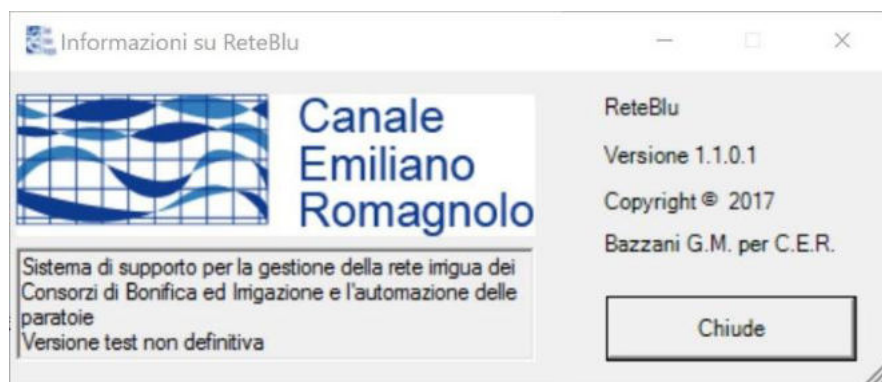 Informazioni su ReteBlu
Canale
Emiliano
Romagnolo
Sistema di supporto per la gestione della rete irrigua dei
Consorzi di Bonifica ed Irrigazione e l'automazione delle
paratoie
Versione test non definitiva
ReteBlu
Versione 1.1.0.1
Copyright © 2017
Bazzani G.M. per C.E.R.
Chiude